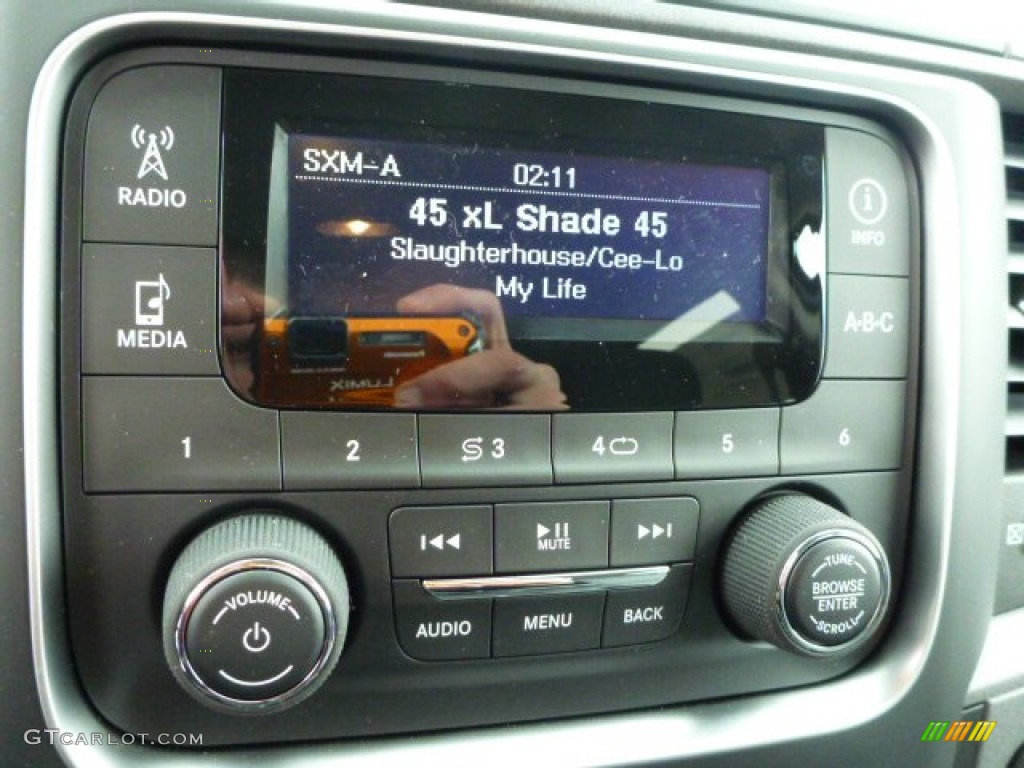 RADIO
SXM-A 02:11
INFO
45 xL Shade 45
Slaughterhouse/Cee-Lo
My Life
MEDIA
A-B-C
LUMIX
1 2 3 4 5 6
MUTE
VOLUME
AUDIO MENU BACK
TUNE
BROWSE
ENTER
SCROLL
GTCARLOT.COM